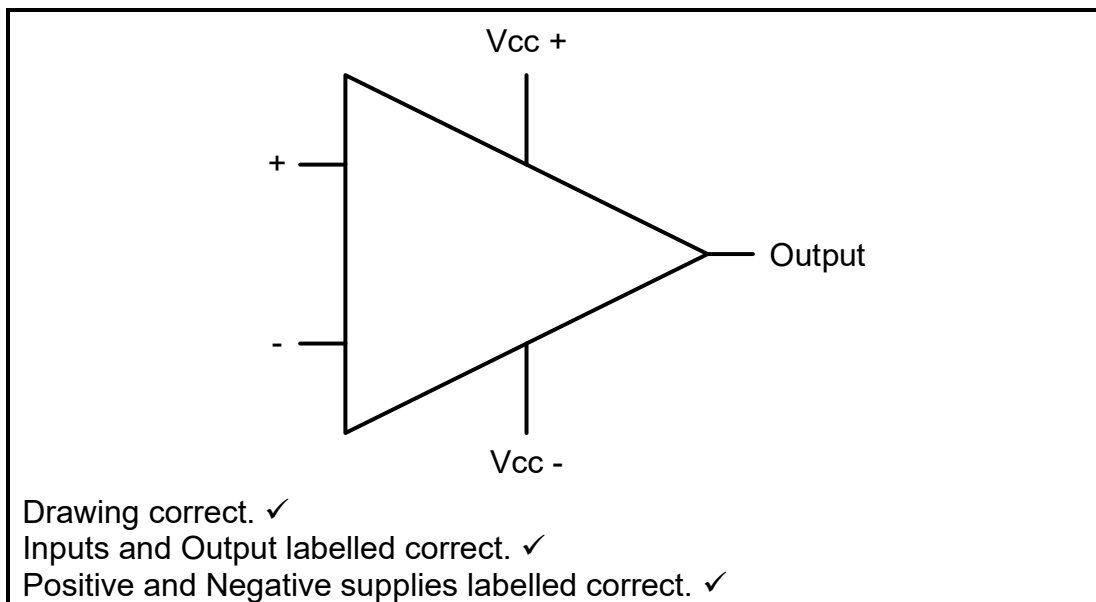 Vcc +
+
Output
-
Vcc -
Drawing correct. ✓
Inputs and Output labelled correct. ✓
Positive and Negative supplies labelled correct. ✓